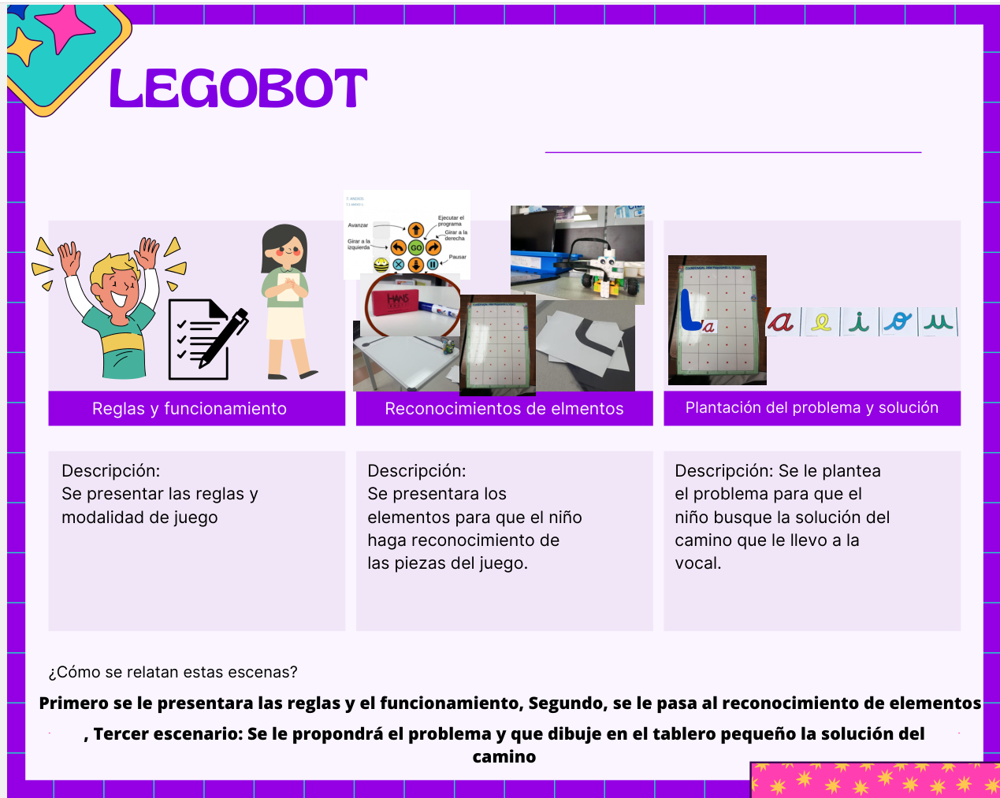 LEGOBOT
7. ANEXOS
Avanzar
Ejecutar el
programa
Girar a la
derecha
Girar a la
izquierda
GO
Pausar
HANS
L
a
a e i o u
Reglas y funcionamiento
Reconocimientos de elmentos
Plantación del problema y solución
Descripción:
Se presentar las reglas y
modalidad de juego
Descripción:
Se presentara los
elementos para que el niño
haga reconocimiento de
las piezas del juego.
Descripción: Se le plantea
el problema para que el
niño busque la solución del
camino que le llevo a la
vocal.
¿Cómo se relatan estas escenas?
Primero se le presentara las reglas y el funcionamiento, Segundo, se le pasa al reconocimiento de elementos
, Tercer escenario: Se le propondrá el problema y que dibuje en el tablero pequeño la solución del
camino